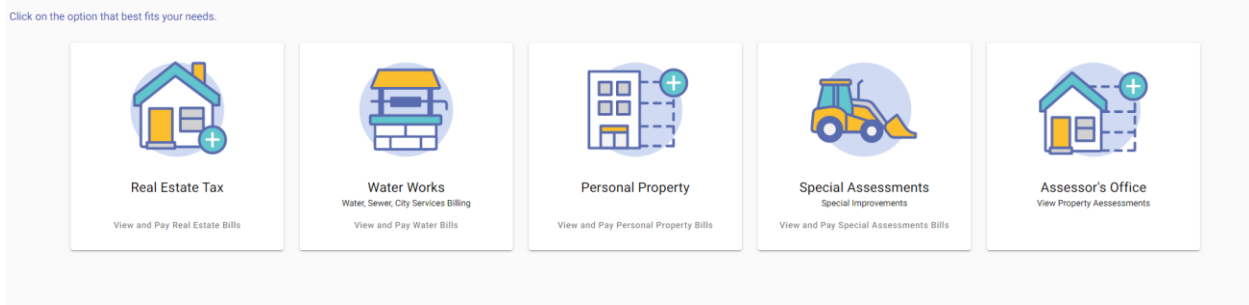 Click on the option that best fits your needs.
Real Estate Tax
View and Pay Real Estate Bills
Water Works
Water, Sewer, City Services Billing
View and Pay Water Bills
Personal Property
View and Pay Personal Property Bills
Special Assessments
Special Improvements
View and Pay Special Assessments Bills
Assessor's Office
View Property Aessessments